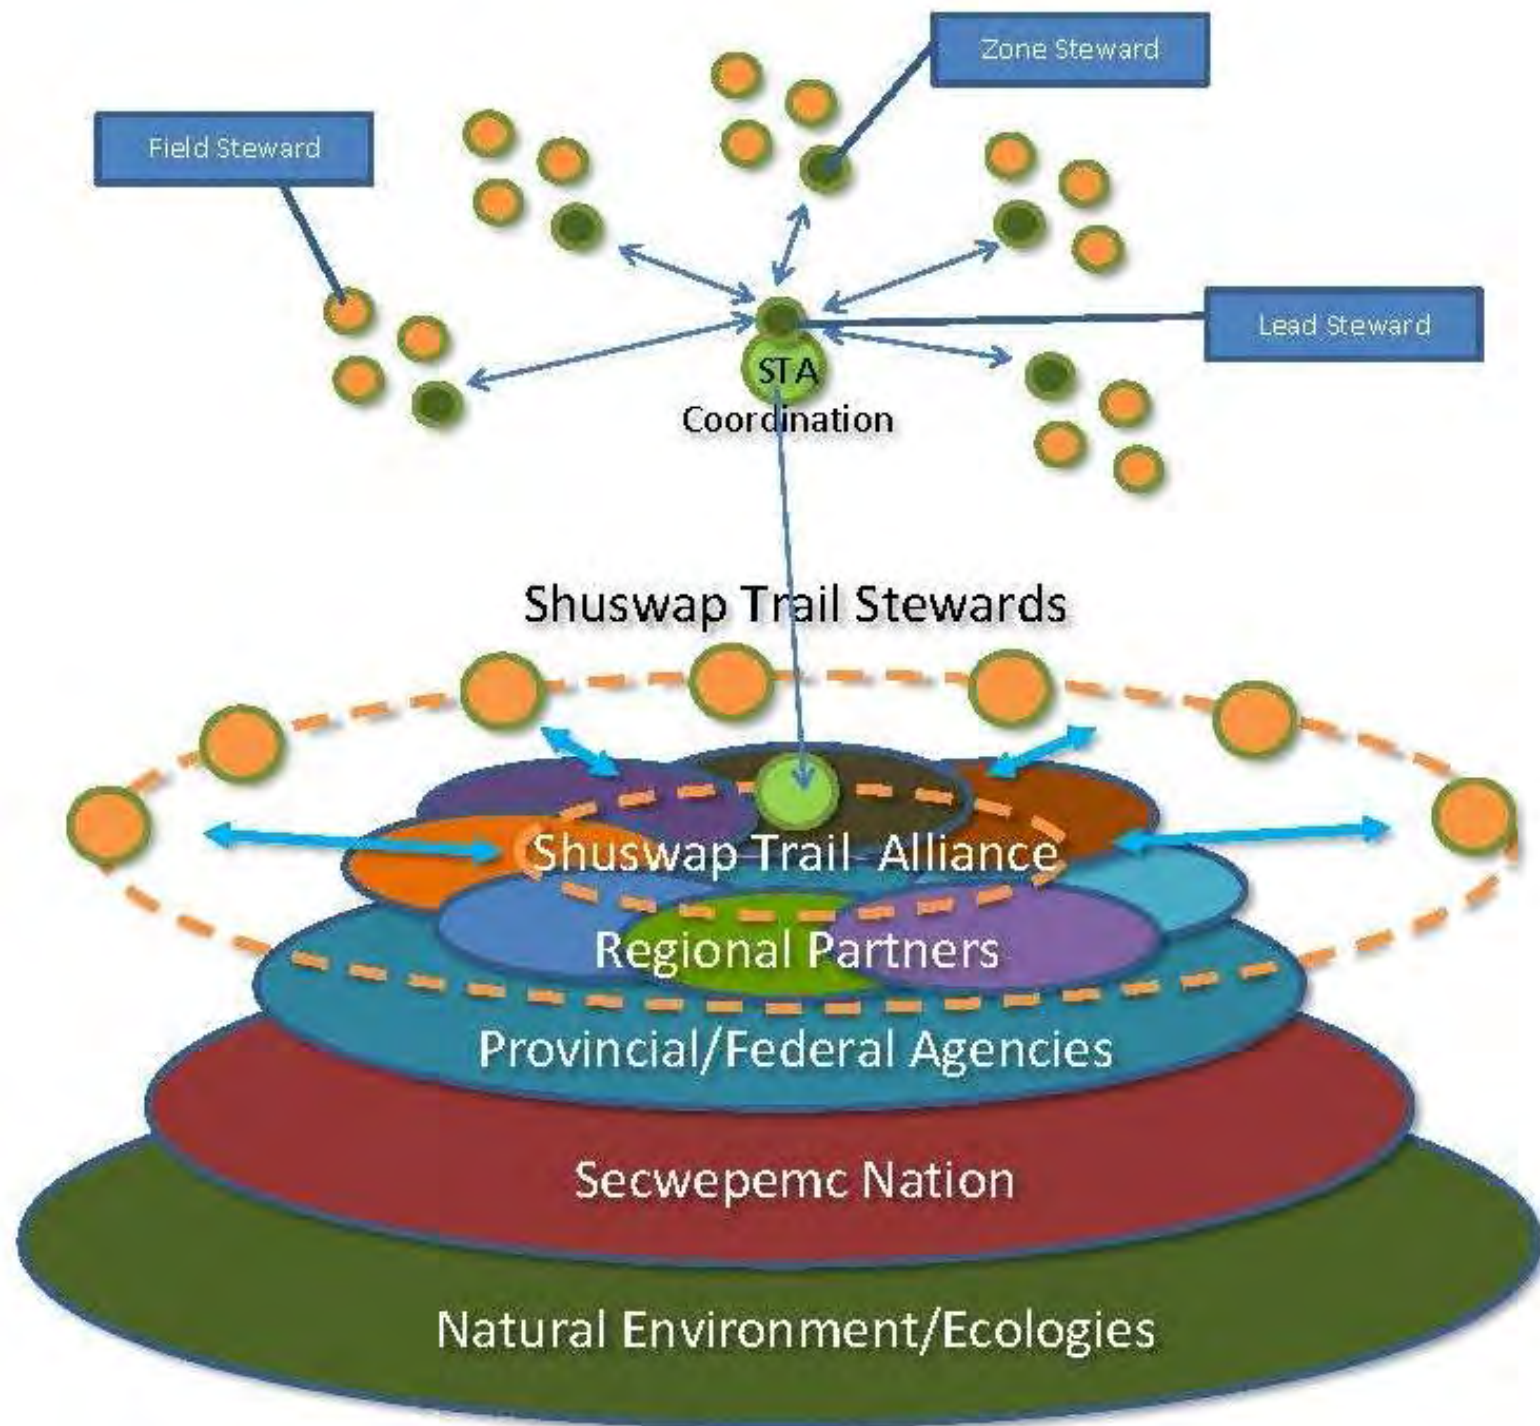 Zone Steward
Field Steward
Lead Steward
STA
Coordination
Shuswap Trail Stewards
Shuswap Trail Alliance
Regional Partners
Provincial/Federal Agencies
Secwepemc Nation
Natural Environment/Ecologies